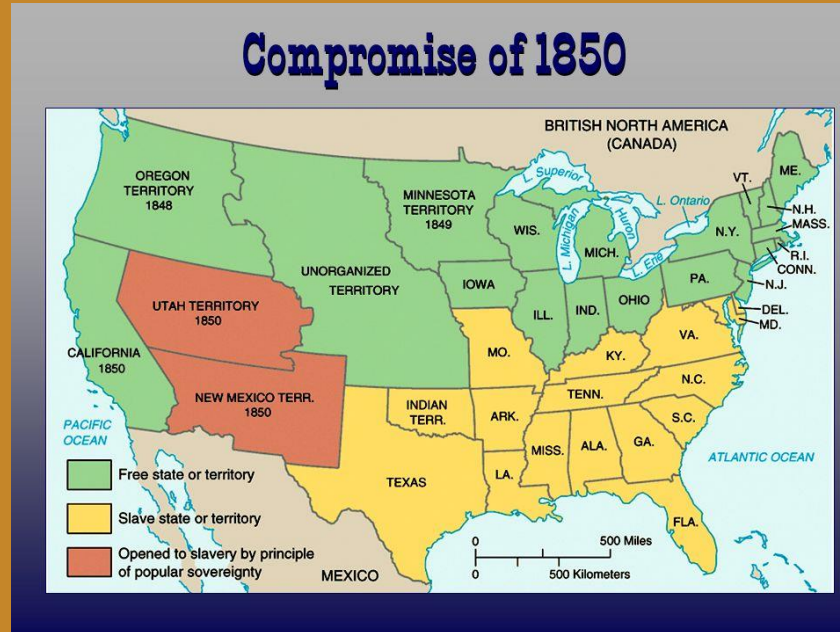 Compromise of 1850
BRITISH NORTH AMERICA
(CANADA)
OREGON
TERRITORY
1848
MINNESOTA
TERRITORY
1849
L. Superior
L. Michigan
L. Huron
L. Ontario
L. Erie
VT.
ME.
N.H.
MASS.
N.Y.
R.I.
CONN.
WIS.
MICH.
UNORGANIZED
TERRITORY
IOWA
PA.
N.J.
UTAH TERRITORY
1850
ILL.
IND.
OHIO
DEL.
MD.
CALIFORNIA
1850
MO.
KY.
VA.
NEW MEXICO TERR.
1850
INDIAN
TERR.
ARK.
TENN.
N.C.
S.C.
PACIFIC
OCEAN
TEXAS
LA.
MISS.
ALA.
GA.
ATLANTIC OCEAN
FLA.
Free state or territory
Slave state or territory
Opened to slavery by principle
of popular sovereignty
MEXICO
0 500 Miles
0 500 Kilometers